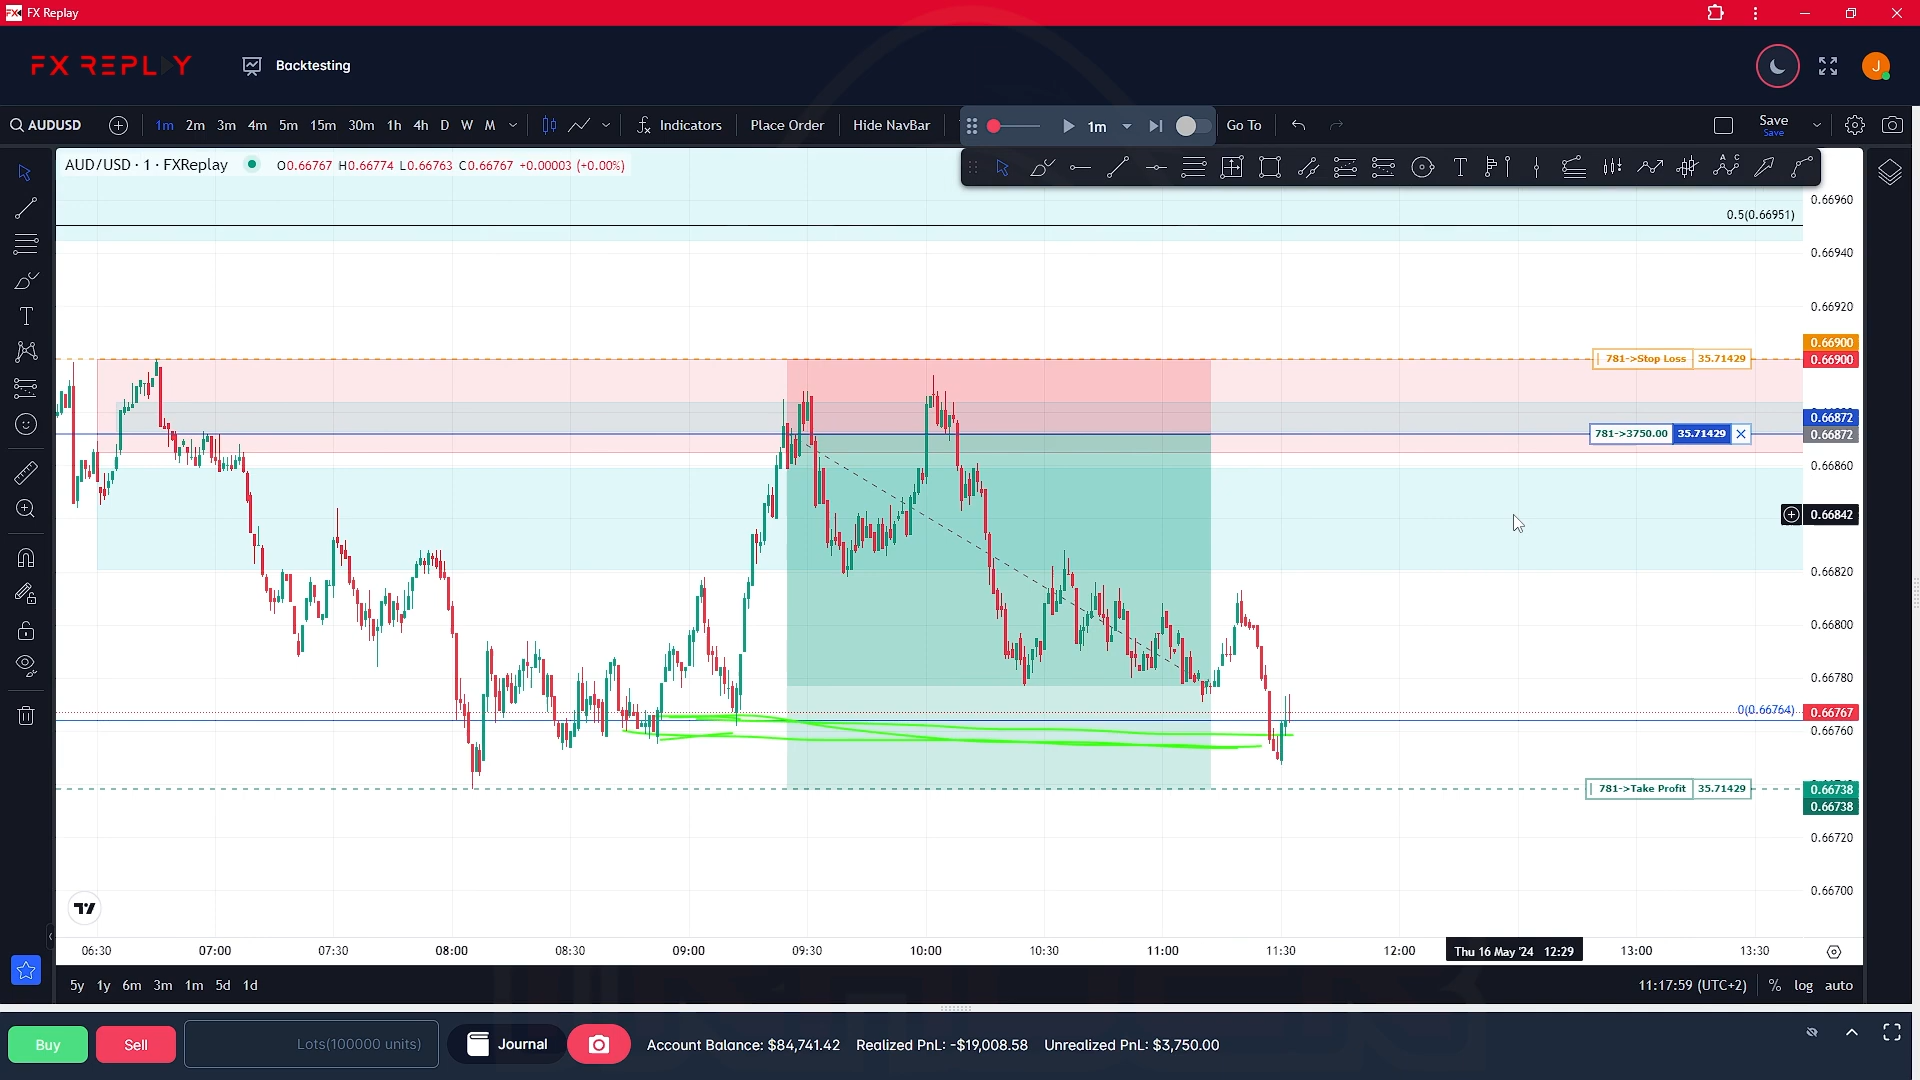 FX Replay
FX REPLAY
Backtesting
J
AUDUSD
1m 2m 3m 4m 5m 15m 30m 1h 4h D W M
Indicators
Place Order
Hide NavBar
1m
Go To
Save
Save
AUD/USD · 1 · FXReplay
O0.66767 H0.66774 L0.66763 C0.66767 +0.00003 (+0.00%)
0.66960
0.5(0.66951)
0.66940
0.66920
0.66900
781->Stop Loss 35.71429
0.66900
0.66872
781->3750.00 35.71429
0.66872
0.66860
0.66842
0.66820
0.66800
0.66780
0(0.66764)
0.66767
0.66760
781->Take Profit 35.71429
0.66738
0.66738
0.66720
0.66700
06:30 07:00 07:30 08:00 08:30 09:00 09:30 10:00 10:30 11:00 11:30 12:00 Thu 16 May '24 12:29 13:00 13:30
5y 1y 6m 3m 1m 5d 1d
11:17:59 (UTC+2)
% log auto
Buy
Sell
Lots(100000 units)
Journal
Account Balance: $84,741.42 Realized PnL: -$19,008.58 Unrealized PnL: $3,750.00